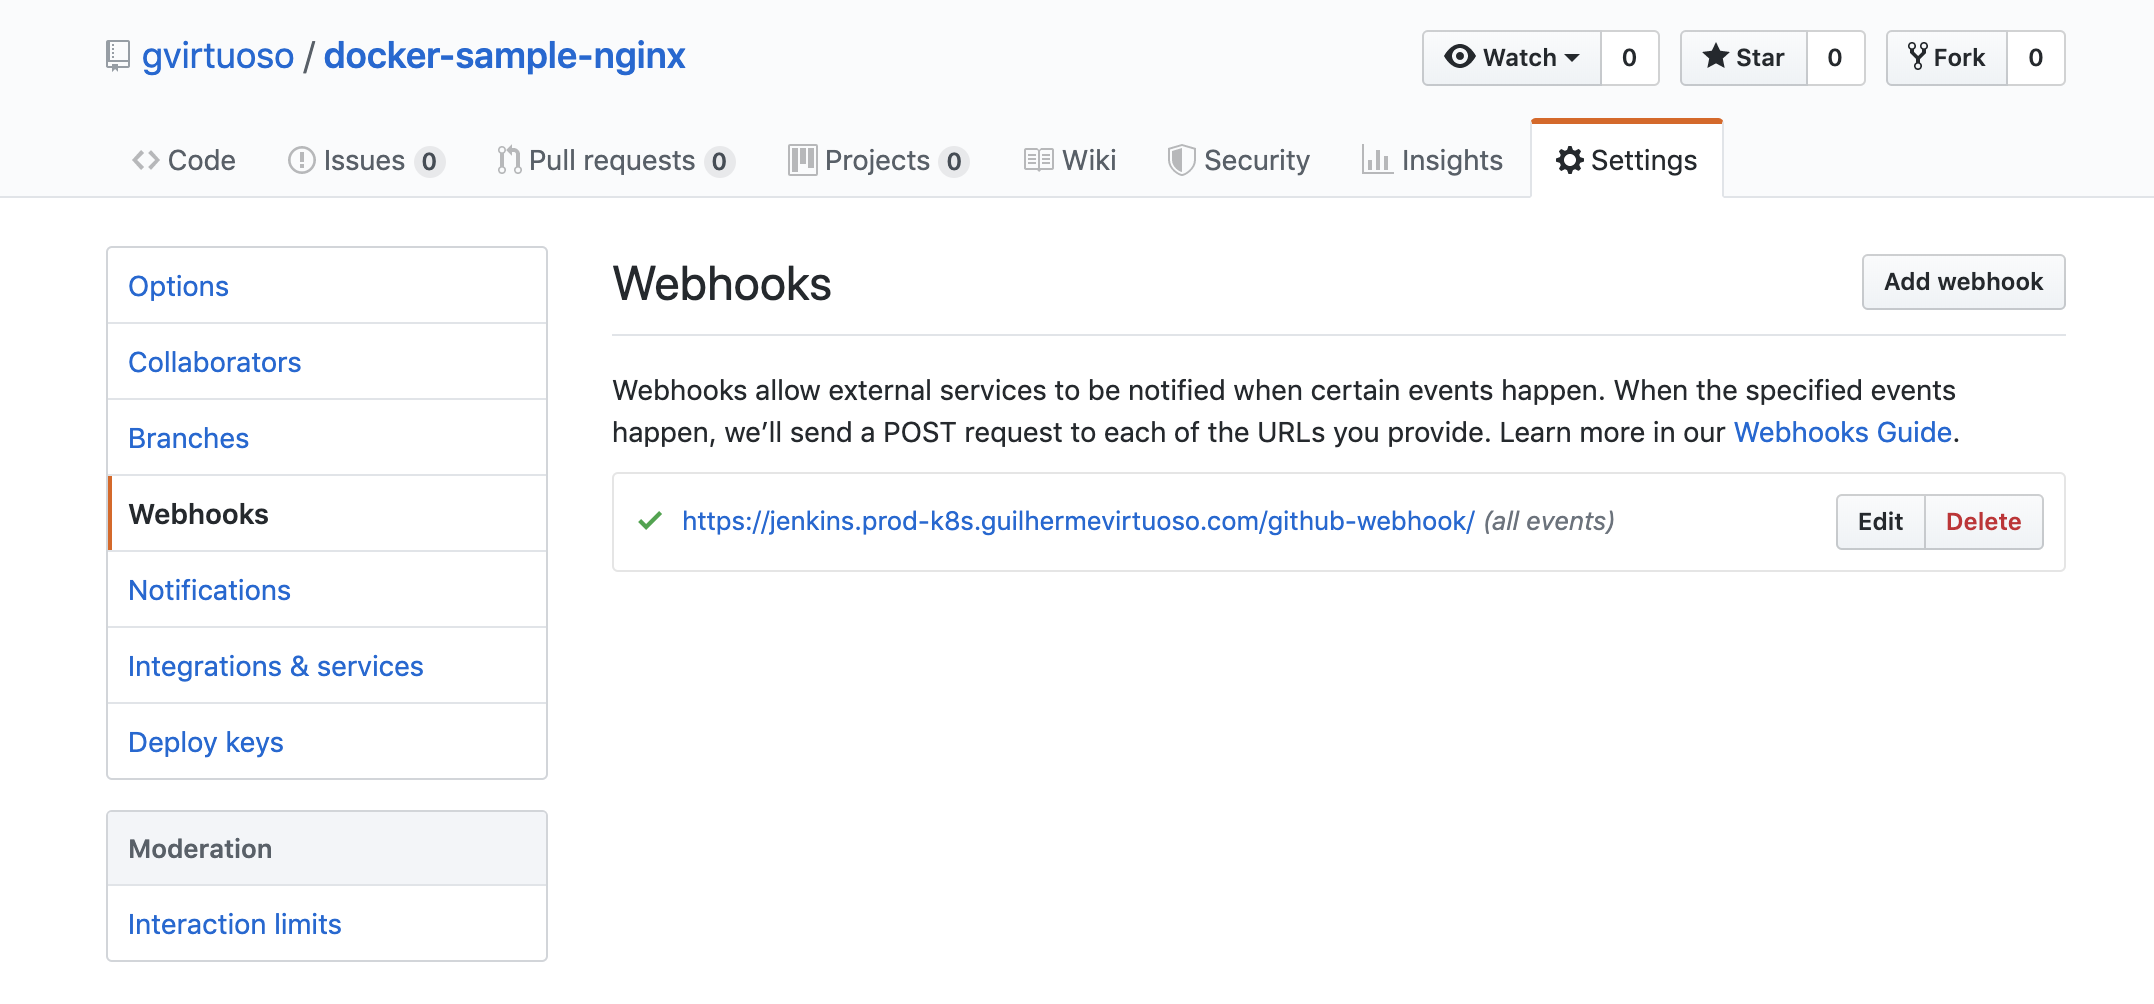 gvirtuoso / docker-sample-nginx
Watch 0 Star 0 Fork 0
Code Issues 0 Pull requests 0 Projects 0 Wiki Security Insights Settings
Options
Collaborators
Branches
Webhooks
Notifications
Integrations & services
Deploy keys
Moderation
Interaction limits
Webhooks
Add webhook
Webhooks allow external services to be notified when certain events happen. When the specified events
happen, we’ll send a POST request to each of the URLs you provide. Learn more in our Webhooks Guide.
https://jenkins.prod-k8s.guilhermevirtuoso.com/github-webhook/ (all events)
Edit Delete